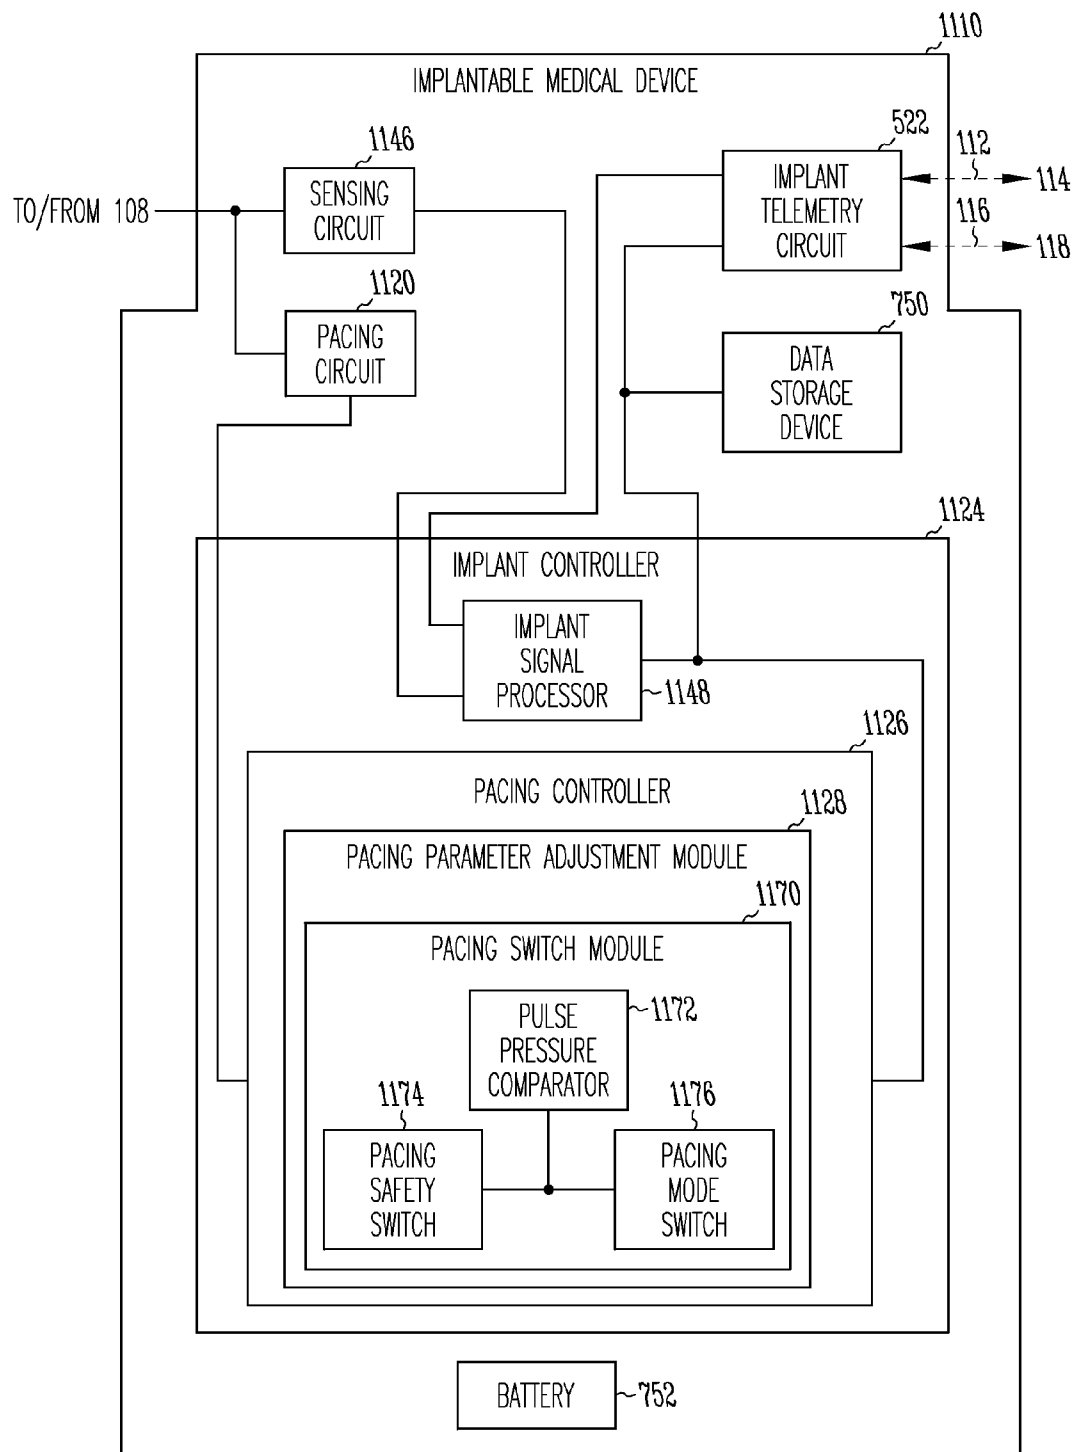 1110
IMPLANTABLE MEDICAL DEVICE
1146
SENSING
CIRCUIT
522
IMPLANT
TELEMETRY
CIRCUIT
112
114
116
118
TO/FROM 108
1120
PACING
CIRCUIT
750
DATA
STORAGE
DEVICE
1124
IMPLANT CONTROLLER
IMPLANT
SIGNAL
PROCESSOR
1148
1126
PACING CONTROLLER
1128
PACING PARAMETER ADJUSTMENT MODULE
1170
PACING SWITCH MODULE
PULSE
PRESSURE
COMPARATOR
1172
1174
PACING
SAFETY
SWITCH
1176
PACING
MODE
SWITCH
BATTERY
752